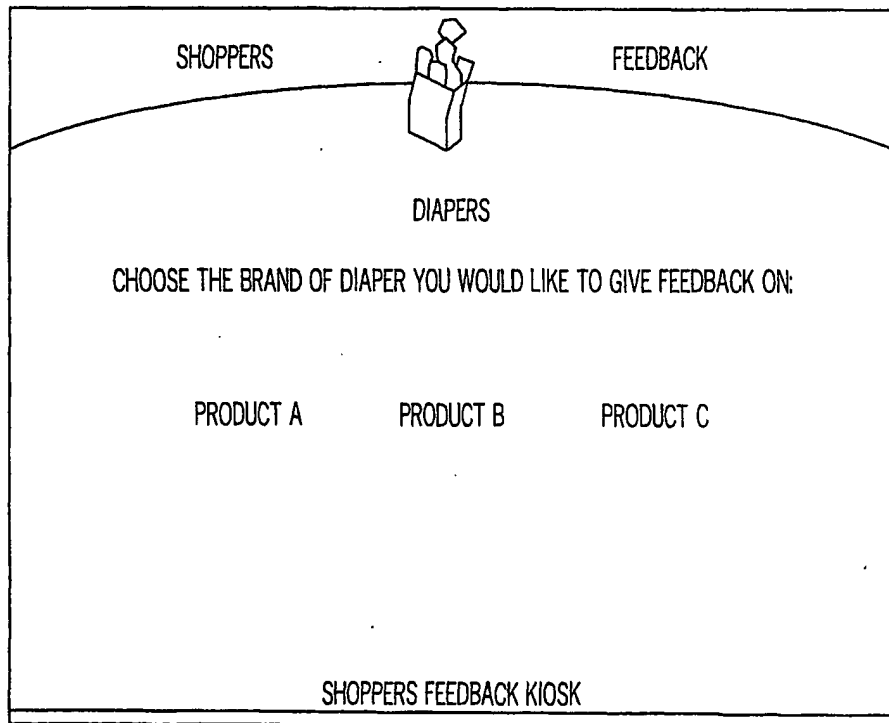 SHOPPERS FEEDBACK
DIAPERS
CHOOSE THE BRAND OF DIAPER YOU WOULD LIKE TO GIVE FEEDBACK ON:
PRODUCT A PRODUCT B PRODUCT C
SHOPPERS FEEDBACK KIOSK